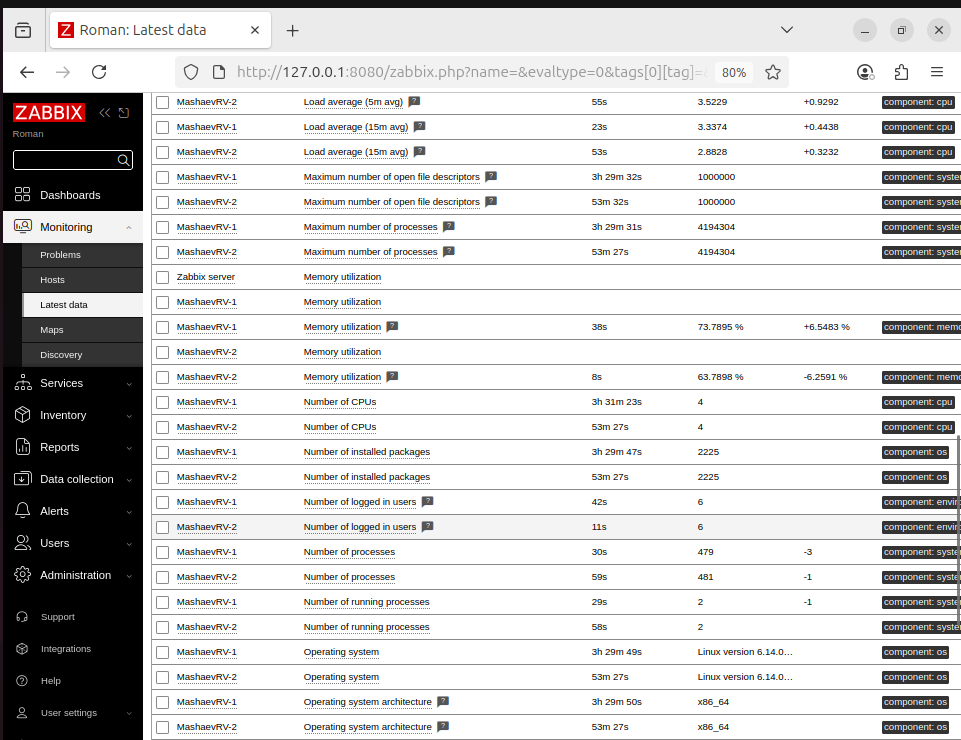 Roman: Latest data
http://127.0.0.1:8080/zabbix.php?name=&evaltype=0&tags[0][tag]= 80%
ZABBIX
Roman
Dashboards
Monitoring
Problems
Hosts
Latest data
Maps
Discovery
Services
Inventory
Reports
Data collection
Alerts
Users
Administration
Support
Integrations
Help
User settings
MashaevRV-2 Load average (5m avg) ? 55s 3.5229 +0.9292 component: cpu
MashaevRV-1 Load average (15m avg) ? 23s 3.3374 +0.4438 component: cpu
MashaevRV-2 Load average (15m avg) ? 53s 2.8828 +0.3232 component: cpu
MashaevRV-1 Maximum number of open file descriptors ? 3h 29m 32s 1000000 component: syste
MashaevRV-2 Maximum number of open file descriptors ? 53m 32s 1000000 component: syste
MashaevRV-1 Maximum number of processes ? 3h 29m 31s 4194304 component: syste
MashaevRV-2 Maximum number of processes ? 53m 27s 4194304 component: syste
Zabbix server Memory utilization
MashaevRV-1 Memory utilization
MashaevRV-1 Memory utilization ? 38s 73.7895 % +6.5483 % component: memo
MashaevRV-2 Memory utilization
MashaevRV-2 Memory utilization ? 8s 63.7898 % -6.2591 % component: memo
MashaevRV-1 Number of CPUs 3h 31m 23s 4 component: cpu
MashaevRV-2 Number of CPUs 53m 27s 4 component: cpu
MashaevRV-1 Number of installed packages 3h 29m 47s 2225 component: os
MashaevRV-2 Number of installed packages 53m 27s 2225 component: os
MashaevRV-1 Number of logged in users ? 42s 6 component: envir
MashaevRV-2 Number of logged in users ? 11s 6 component: envir
MashaevRV-1 Number of processes 30s 479 -3 component: syste
MashaevRV-2 Number of processes 59s 481 -1 component: syste
MashaevRV-1 Number of running processes 29s 2 -1 component: syste
MashaevRV-2 Number of running processes 58s 2 component: syste
MashaevRV-1 Operating system 3h 29m 49s Linux version 6.14.0... component: os
MashaevRV-2 Operating system 53m 27s Linux version 6.14.0... component: os
MashaevRV-1 Operating system architecture ? 3h 29m 50s x86_64 component: os
MashaevRV-2 Operating system architecture ? 53m 27s x86_64 component: os